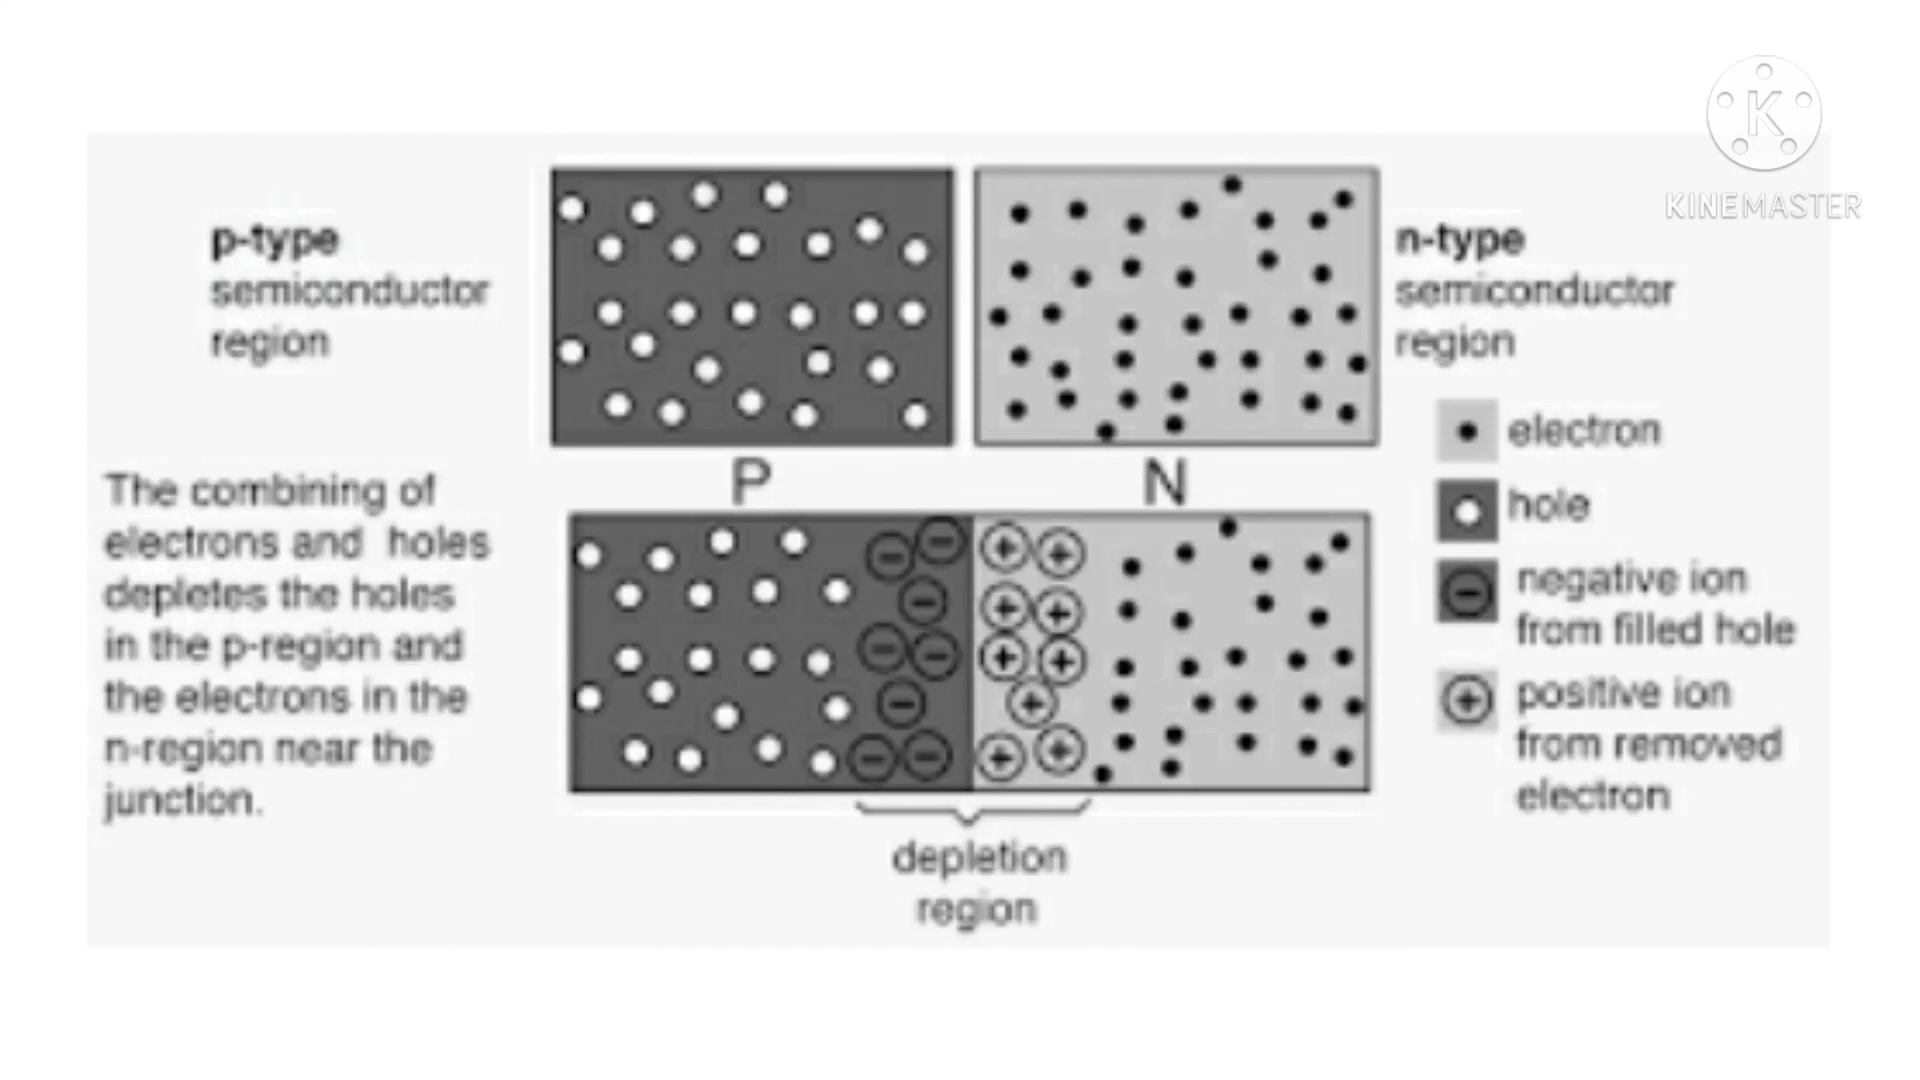 K
KINEMASTER
p-type
semiconductor
region
n-type
semiconductor
region
P
N
electron
hole
negative ion
from filled hole
positive ion
from removed
electron
The combining of
electrons and holes
depletes the holes
in the p-region and
the electrons in the
n-region near the
junction.
depletion
region